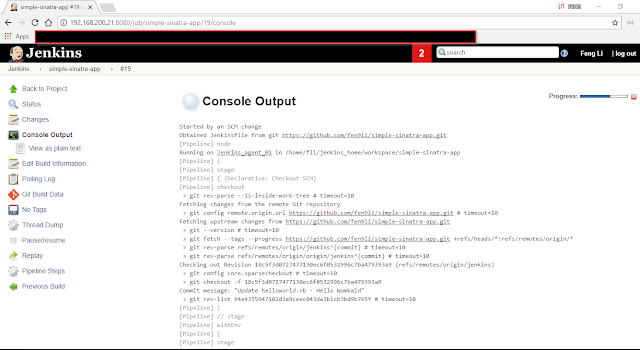 simple-sinatra-app #19 C
192.168.200.21:8080/job/simple-sinatra-app/19/console
Apps
Jenkins
2
search
Feng Li
| log out
Jenkins
simple-sinatra-app
#19
Back to Project
Status
Changes
Console Output
View as plain text
Edit Build Information
Polling Log
Git Build Data
No Tags
Thread Dump
Pause/resume
Replay
Pipeline Steps
Previous Build
Console Output
Progress:
Started by an SCM change
Obtained Jenkinsfile from git https://github.com/fen9li/simple-sinatra-app.git
[Pipeline] node
Running on Jenkins_agent_01 in /home/fli/jenkins_home/workspace/simple-sinatra-app
[Pipeline] {
[Pipeline] stage
[Pipeline] { (Declarative: Checkout SCM)
[Pipeline] checkout
> git rev-parse --is-inside-work-tree # timeout=10
Fetching changes from the remote Git repository
> git config remote.origin.url https://github.com/fen9li/simple-sinatra-app.git # timeout=10
Fetching upstream changes from https://github.com/fen9li/simple-sinatra-app.git
> git --version # timeout=10
> git fetch --tags --progress https://github.com/fen9li/simple-sinatra-app.git +refs/heads/*:refs/remotes/origin/*
> git rev-parse refs/remotes/origin/jenkins^{commit} # timeout=10
> git rev-parse refs/remotes/origin/origin/jenkins^{commit} # timeout=10
Checking out Revision 18c5f3d0727477130ec6f0532996c7ba479393a9 (refs/remotes/origin/jenkins)
> git config core.sparsecheckout # timeout=10
> git checkout -f 18c5f3d0727477130ec6f0532996c7ba479393a9
Commit message: "Update helloworld.rb - Hello Womkald"
> git rev-list 94e4335947102d3a9ceec043da3b1cb3bd9b765f # timeout=10
[Pipeline] }
[Pipeline] // stage
[Pipeline] withEnv
[Pipeline] {
[Pipeline] stage